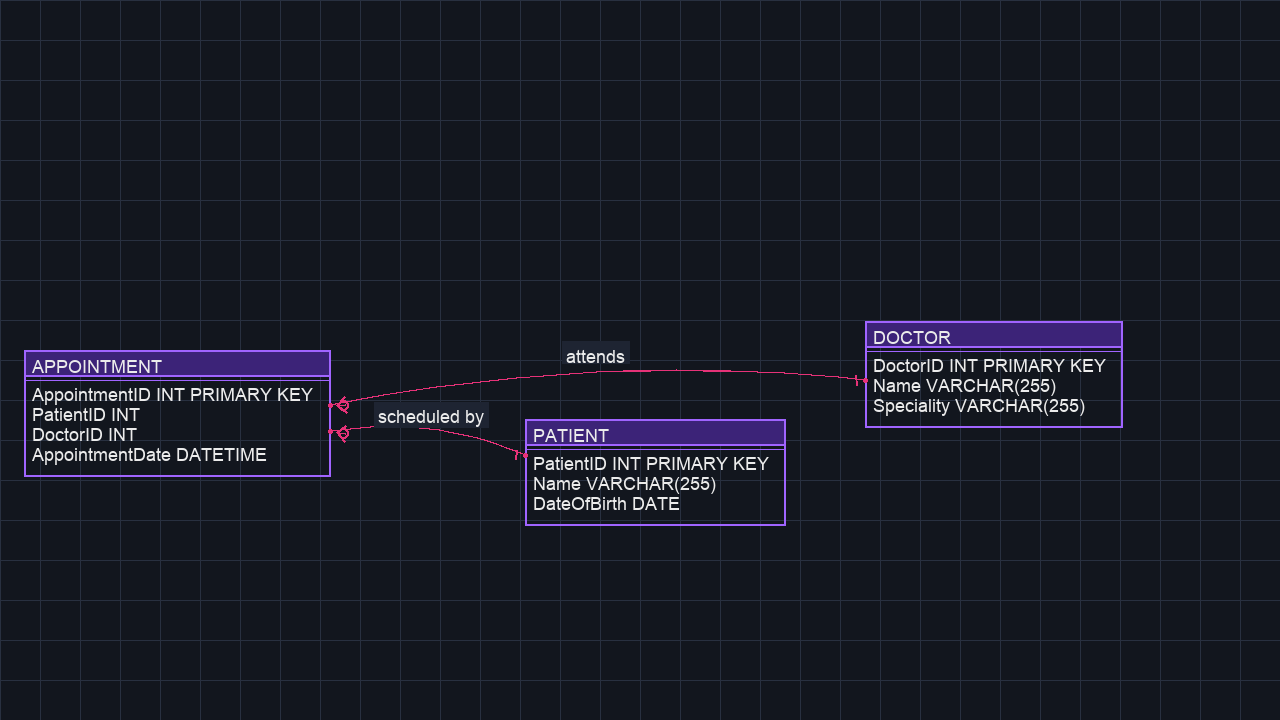 APPOINTMENT
AppointmentID INT PRIMARY KEY
PatientID INT
DoctorID INT
AppointmentDate DATETIME
attends
scheduled by
PATIENT
PatientID INT PRIMARY KEY
Name VARCHAR(255)
DateOfBirth DATE
DOCTOR
DoctorID INT PRIMARY KEY
Name VARCHAR(255)
Speciality VARCHAR(255)